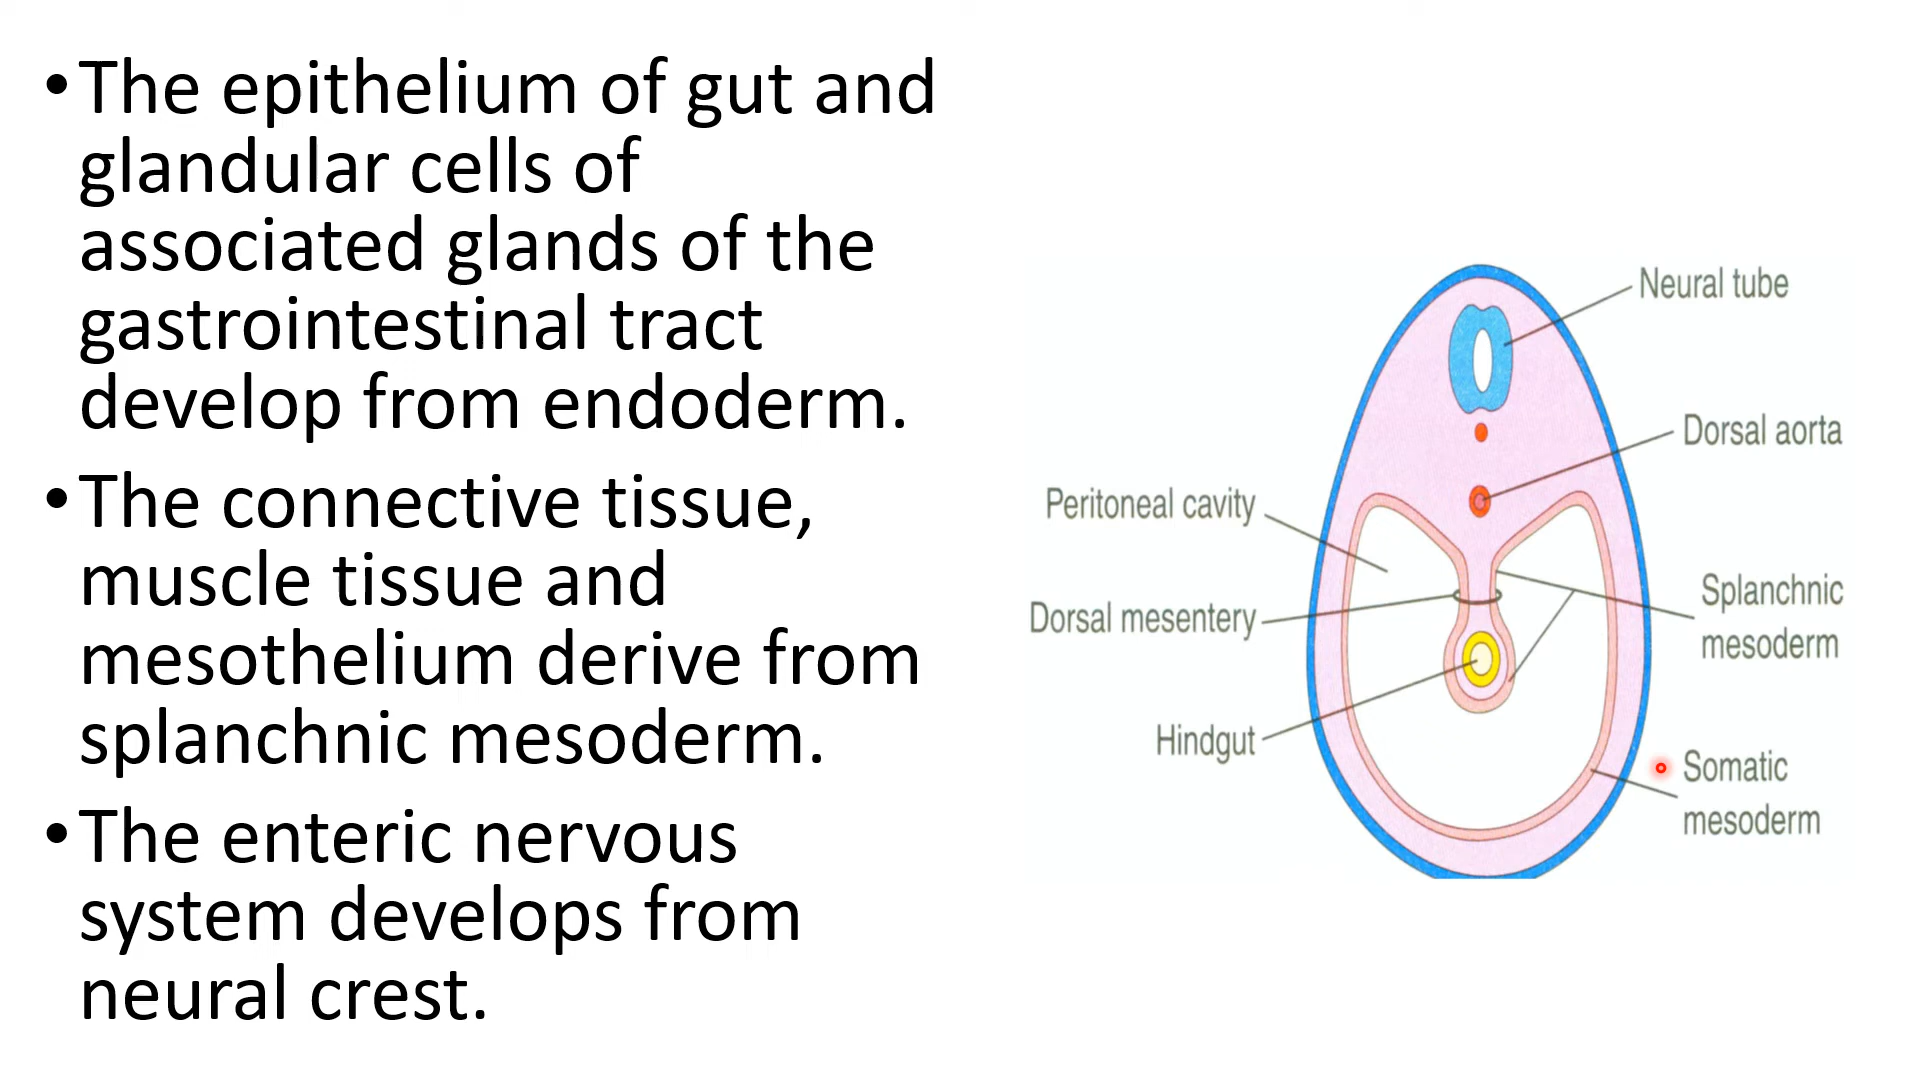 •The epithelium of gut and
glandular cells of
associated glands of the
gastrointestinal tract
develop from endoderm.
•The connective tissue,
muscle tissue and
mesothelium derive from
splanchnic mesoderm.
•The enteric nervous
system develops from
neural crest.
Neural tube
Dorsal aorta
Peritoneal cavity
Splanchnic
mesoderm
Dorsal mesentery
Hindgut
Somatic
mesoderm